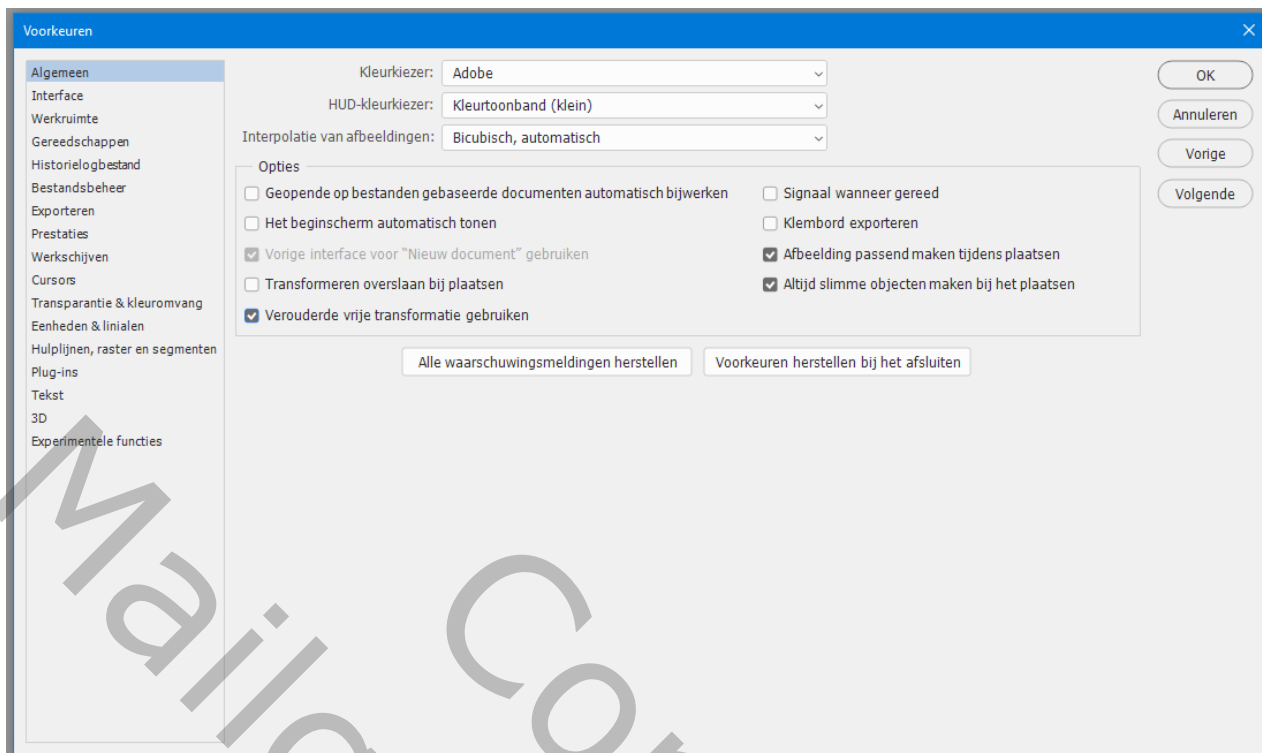 Voorkeuren
Algemeen
Interface
Werkruimte
Gereedschappen
Historielogbestand
Bestandsbeheer
Exporteren
Prestaties
Werkschijven
Cursors
Transparantie & kleuromvang
Eenheden & linialen
Hulplijnen, raster en segmenten
Plug-ins
Tekst
3D
Experimentele functies
Kleurkiezer: Adobe
HUD-kleurkiezer: Kleurtoonband (klein)
Interpolatie van afbeeldingen: Bicubisch, automatisch
Opties
Geopende op bestanden gebaseerde documenten automatisch bijwerken
Het beginscherm automatisch tonen
Vorige interface voor "Nieuw document" gebruiken
Transformeren overslaan bij plaatsen
Verouderde vrije transformatie gebruiken
Signaal wanneer gereed
Klembord exporteren
Afbeelding passend maken tijdens plaatsen
Altijd slimme objecten maken bij het plaatsen
Alle waarschuwingsmeldingen herstellen
Voorkeuren herstellen bij het afsluiten
OK
Annuleren
Vorige
Volgende